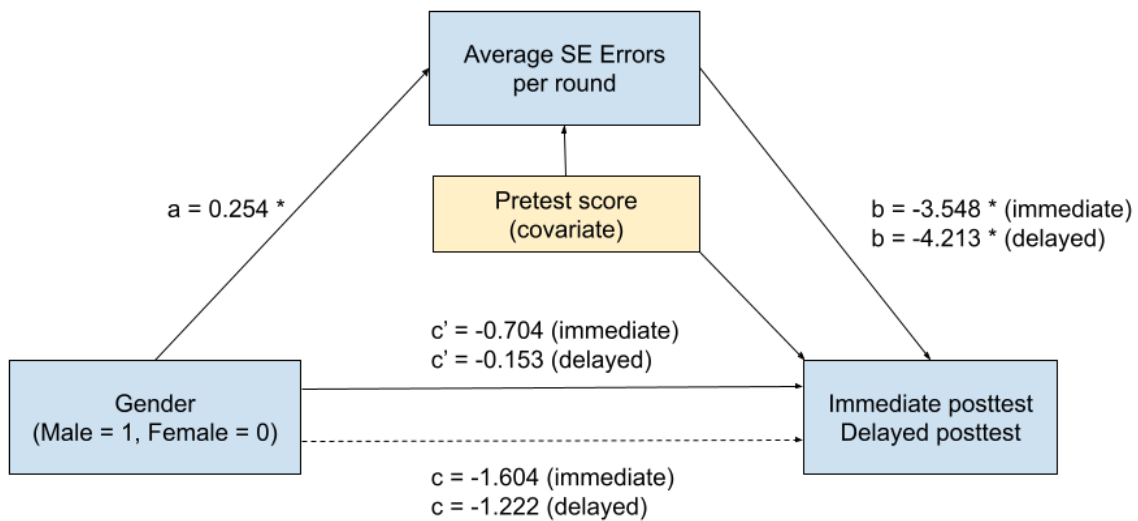 Average SE Errors
per round
Pretest score
(covariate)
a = 0.254 *
b = -3.548 * (immediate)
b = -4.213 * (delayed)
c’ = -0.704 (immediate)
c’ = -0.153 (delayed)
Gender
(Male = 1, Female = 0)
Immediate posttest
Delayed posttest
c = -1.604 (immediate)
c = -1.222 (delayed)